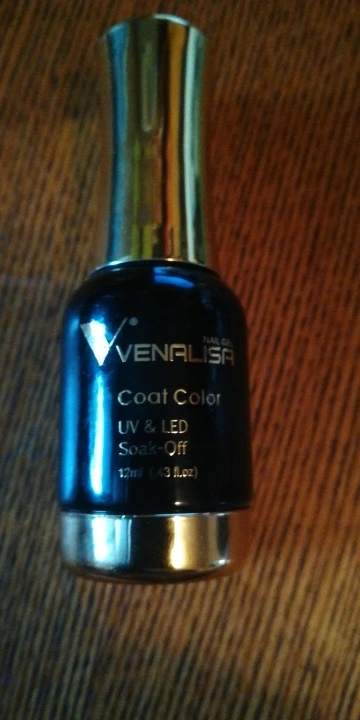 V®
NAIL GEL
VENALISA
Coat Color
UV & LED
Soak-Off
12ml (.43 fl.oz)